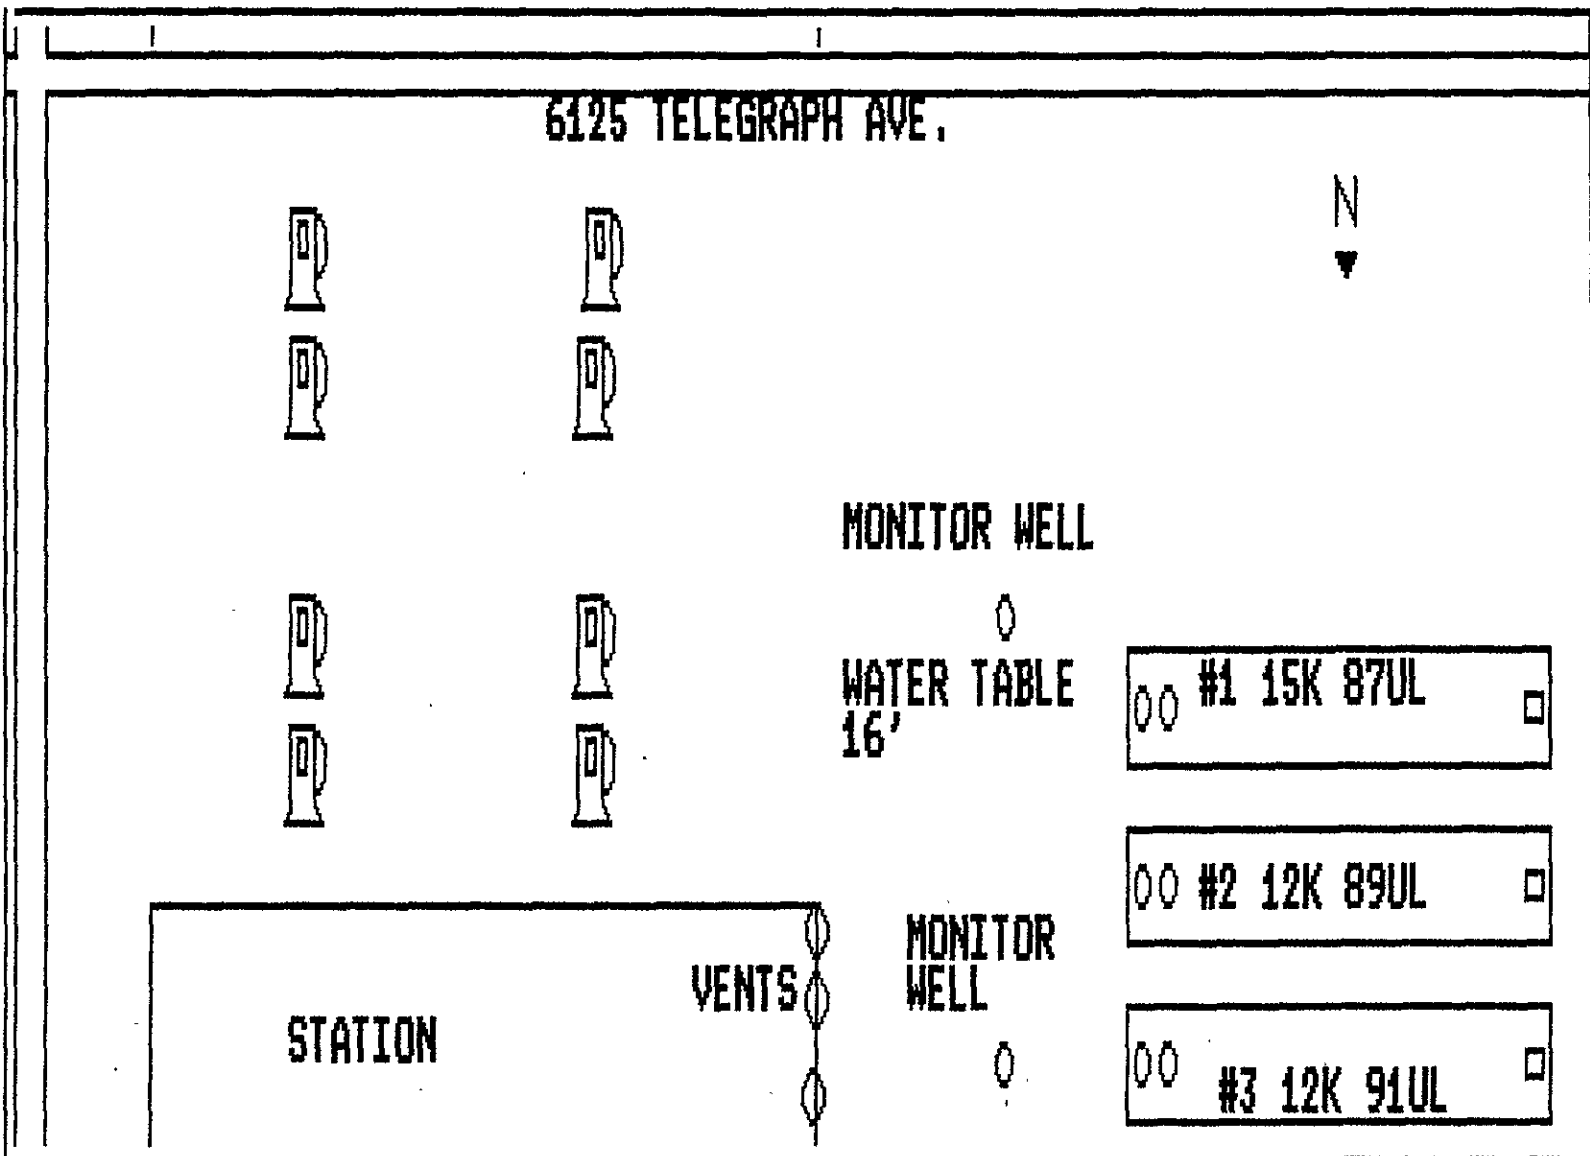 6125 TELEGRAPH AVE.
N
MONITOR WELL
WATER TABLE
16'
#1 15K 87UL
#2 12K 89UL
MONITOR
WELL
VENTS
STATION
#3 12K 91UL